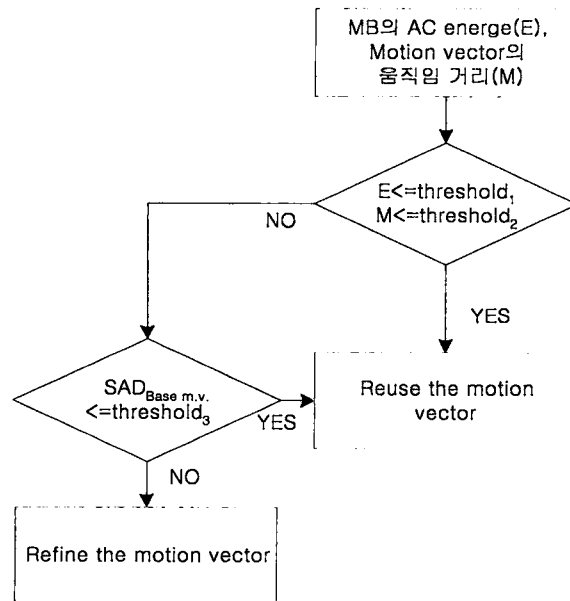 MB의 AC energe(E),
Motion vector의
움직임 거리(M)
E<=threshold₁
M<=threshold₂
NO
YES
SAD_Base m.v.
<=threshold₃
YES
Reuse the motion
vector
NO
Refine the motion vector